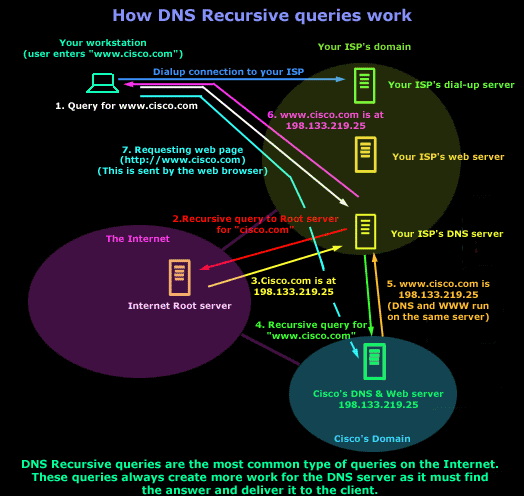 How DNS Recursive queries work
Your workstation
(user enters "www.cisco.com")
Your ISP's domain
Dialup connection to your ISP
Your ISP's dial-up server
1. Query for www.cisco.com
6. www.cisco.com is at
198.133.219.25
7. Requesting web page
(http://www.cisco.com)
(This is sent by the web browser)
Your ISP's web server
2.Recursive query to Root server
for "cisco.com"
Your ISP's DNS server
The Internet
3.Cisco.com is at
198.133.219.25
Internet Root server
5. www.cisco.com is
198.133.219.25
(DNS and WWW run
on the same server)
4. Recursive query for
"www.cisco.com"
Cisco's DNS & Web server
198.133.219.25
Cisco's Domain
DNS Recursive queries are the most common type of queries on the Internet.
These queries always create more work for the DNS server as it must find
the answer and deliver it to the client.